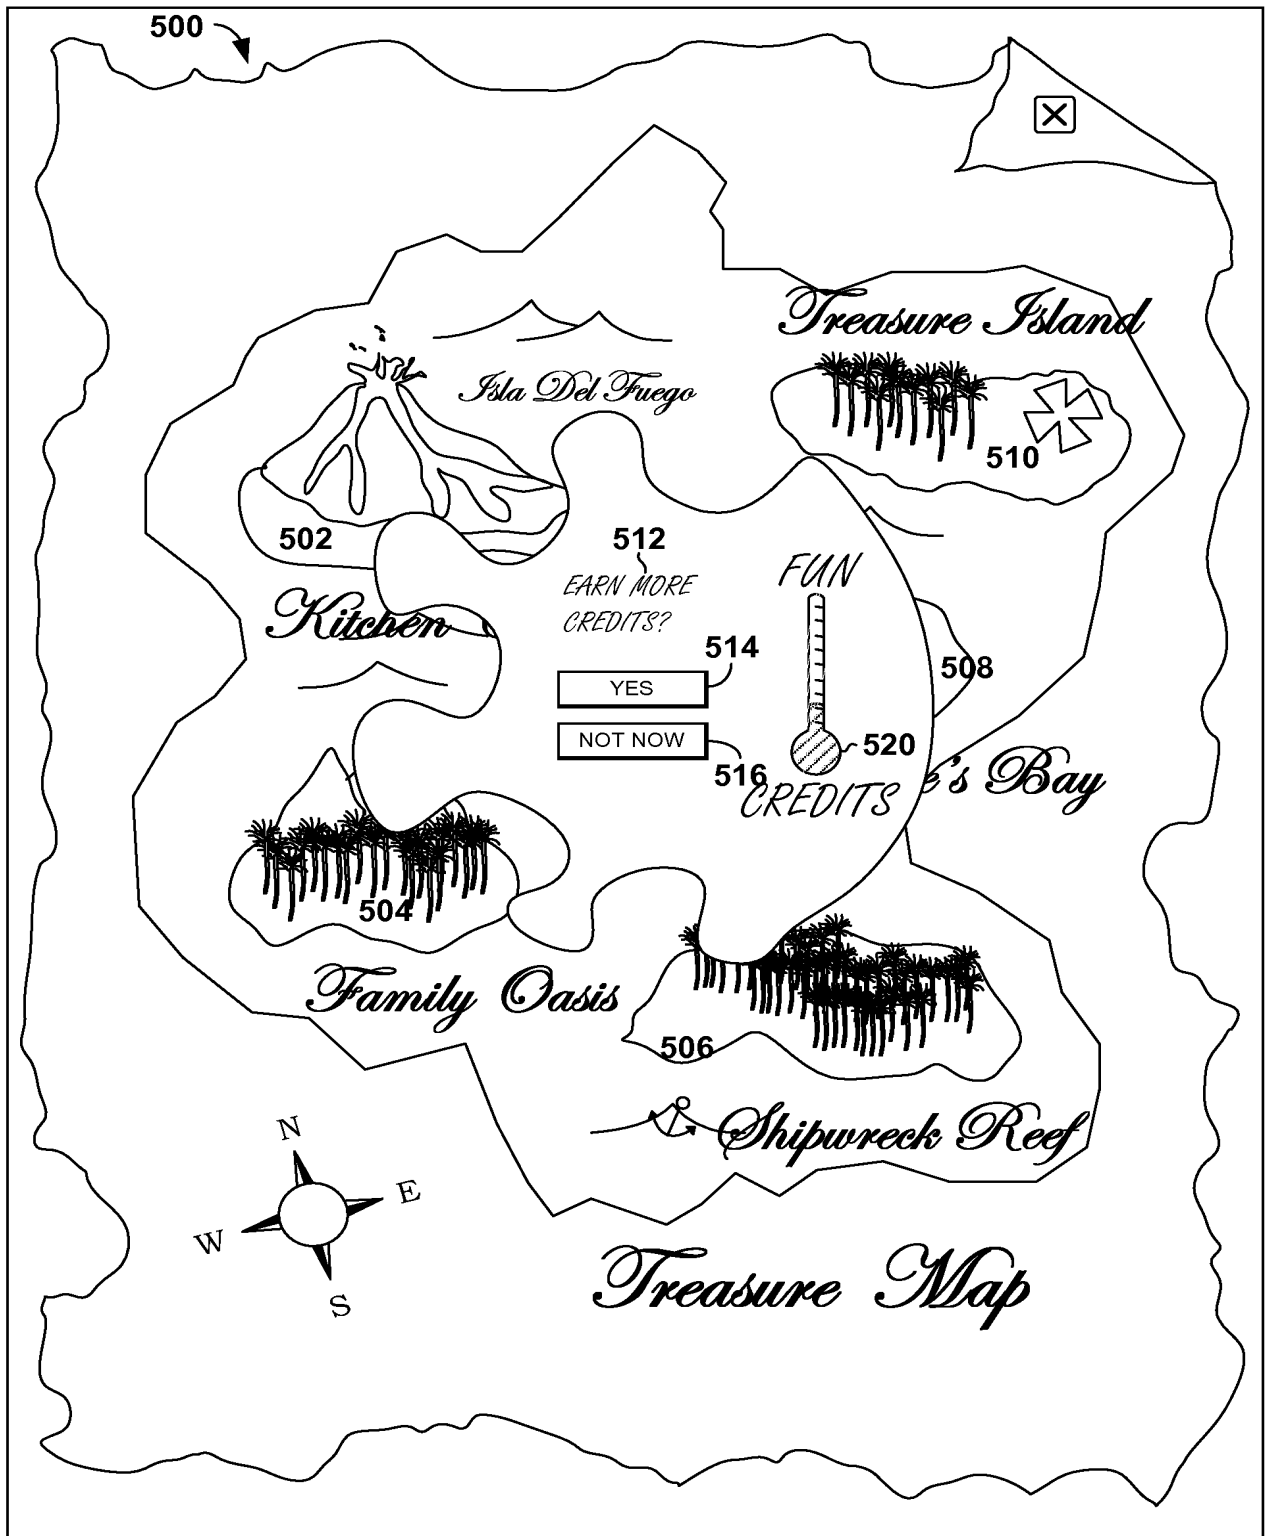 500
Treasure Island
Isla Del Fuego
510
502
512
EARN MORE
CREDITS?
FUN
Kitchen
514
508
YES
NOT NOW
520
516
CREDITS
e's Bay
504
Family Oasis
506
Shipwreck Reef
N
E
W
S
Treasure Map